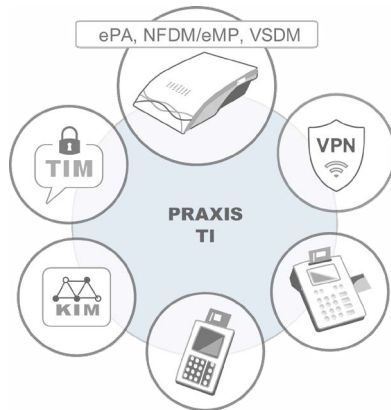 ePA, NFDM/eMP, VSDM
TIM
VPN
PRAXIS
TI
KIM